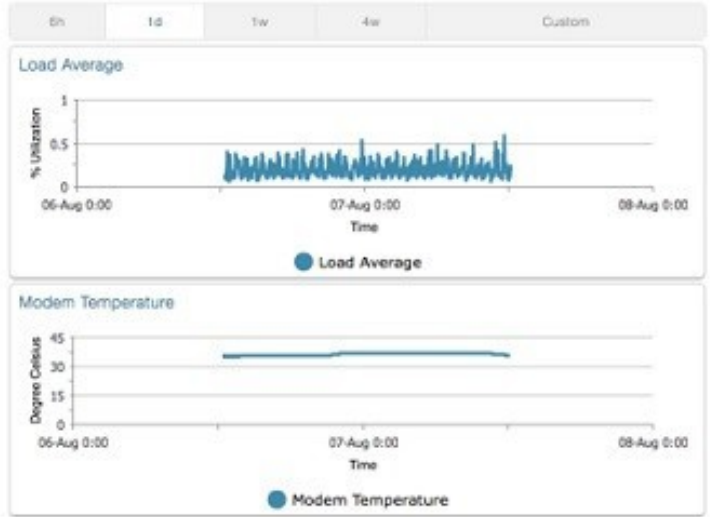 6h 1d 1w 4w Custom
Load Average
% Utilization
1
0.5
0
06-Aug 0:00 07-Aug 0:00 08-Aug 0:00
Time
Load Average
Modem Temperature
Degree Celsius
45
30
15
0
06-Aug 0:00 07-Aug 0:00 08-Aug 0:00
Time
Modem Temperature